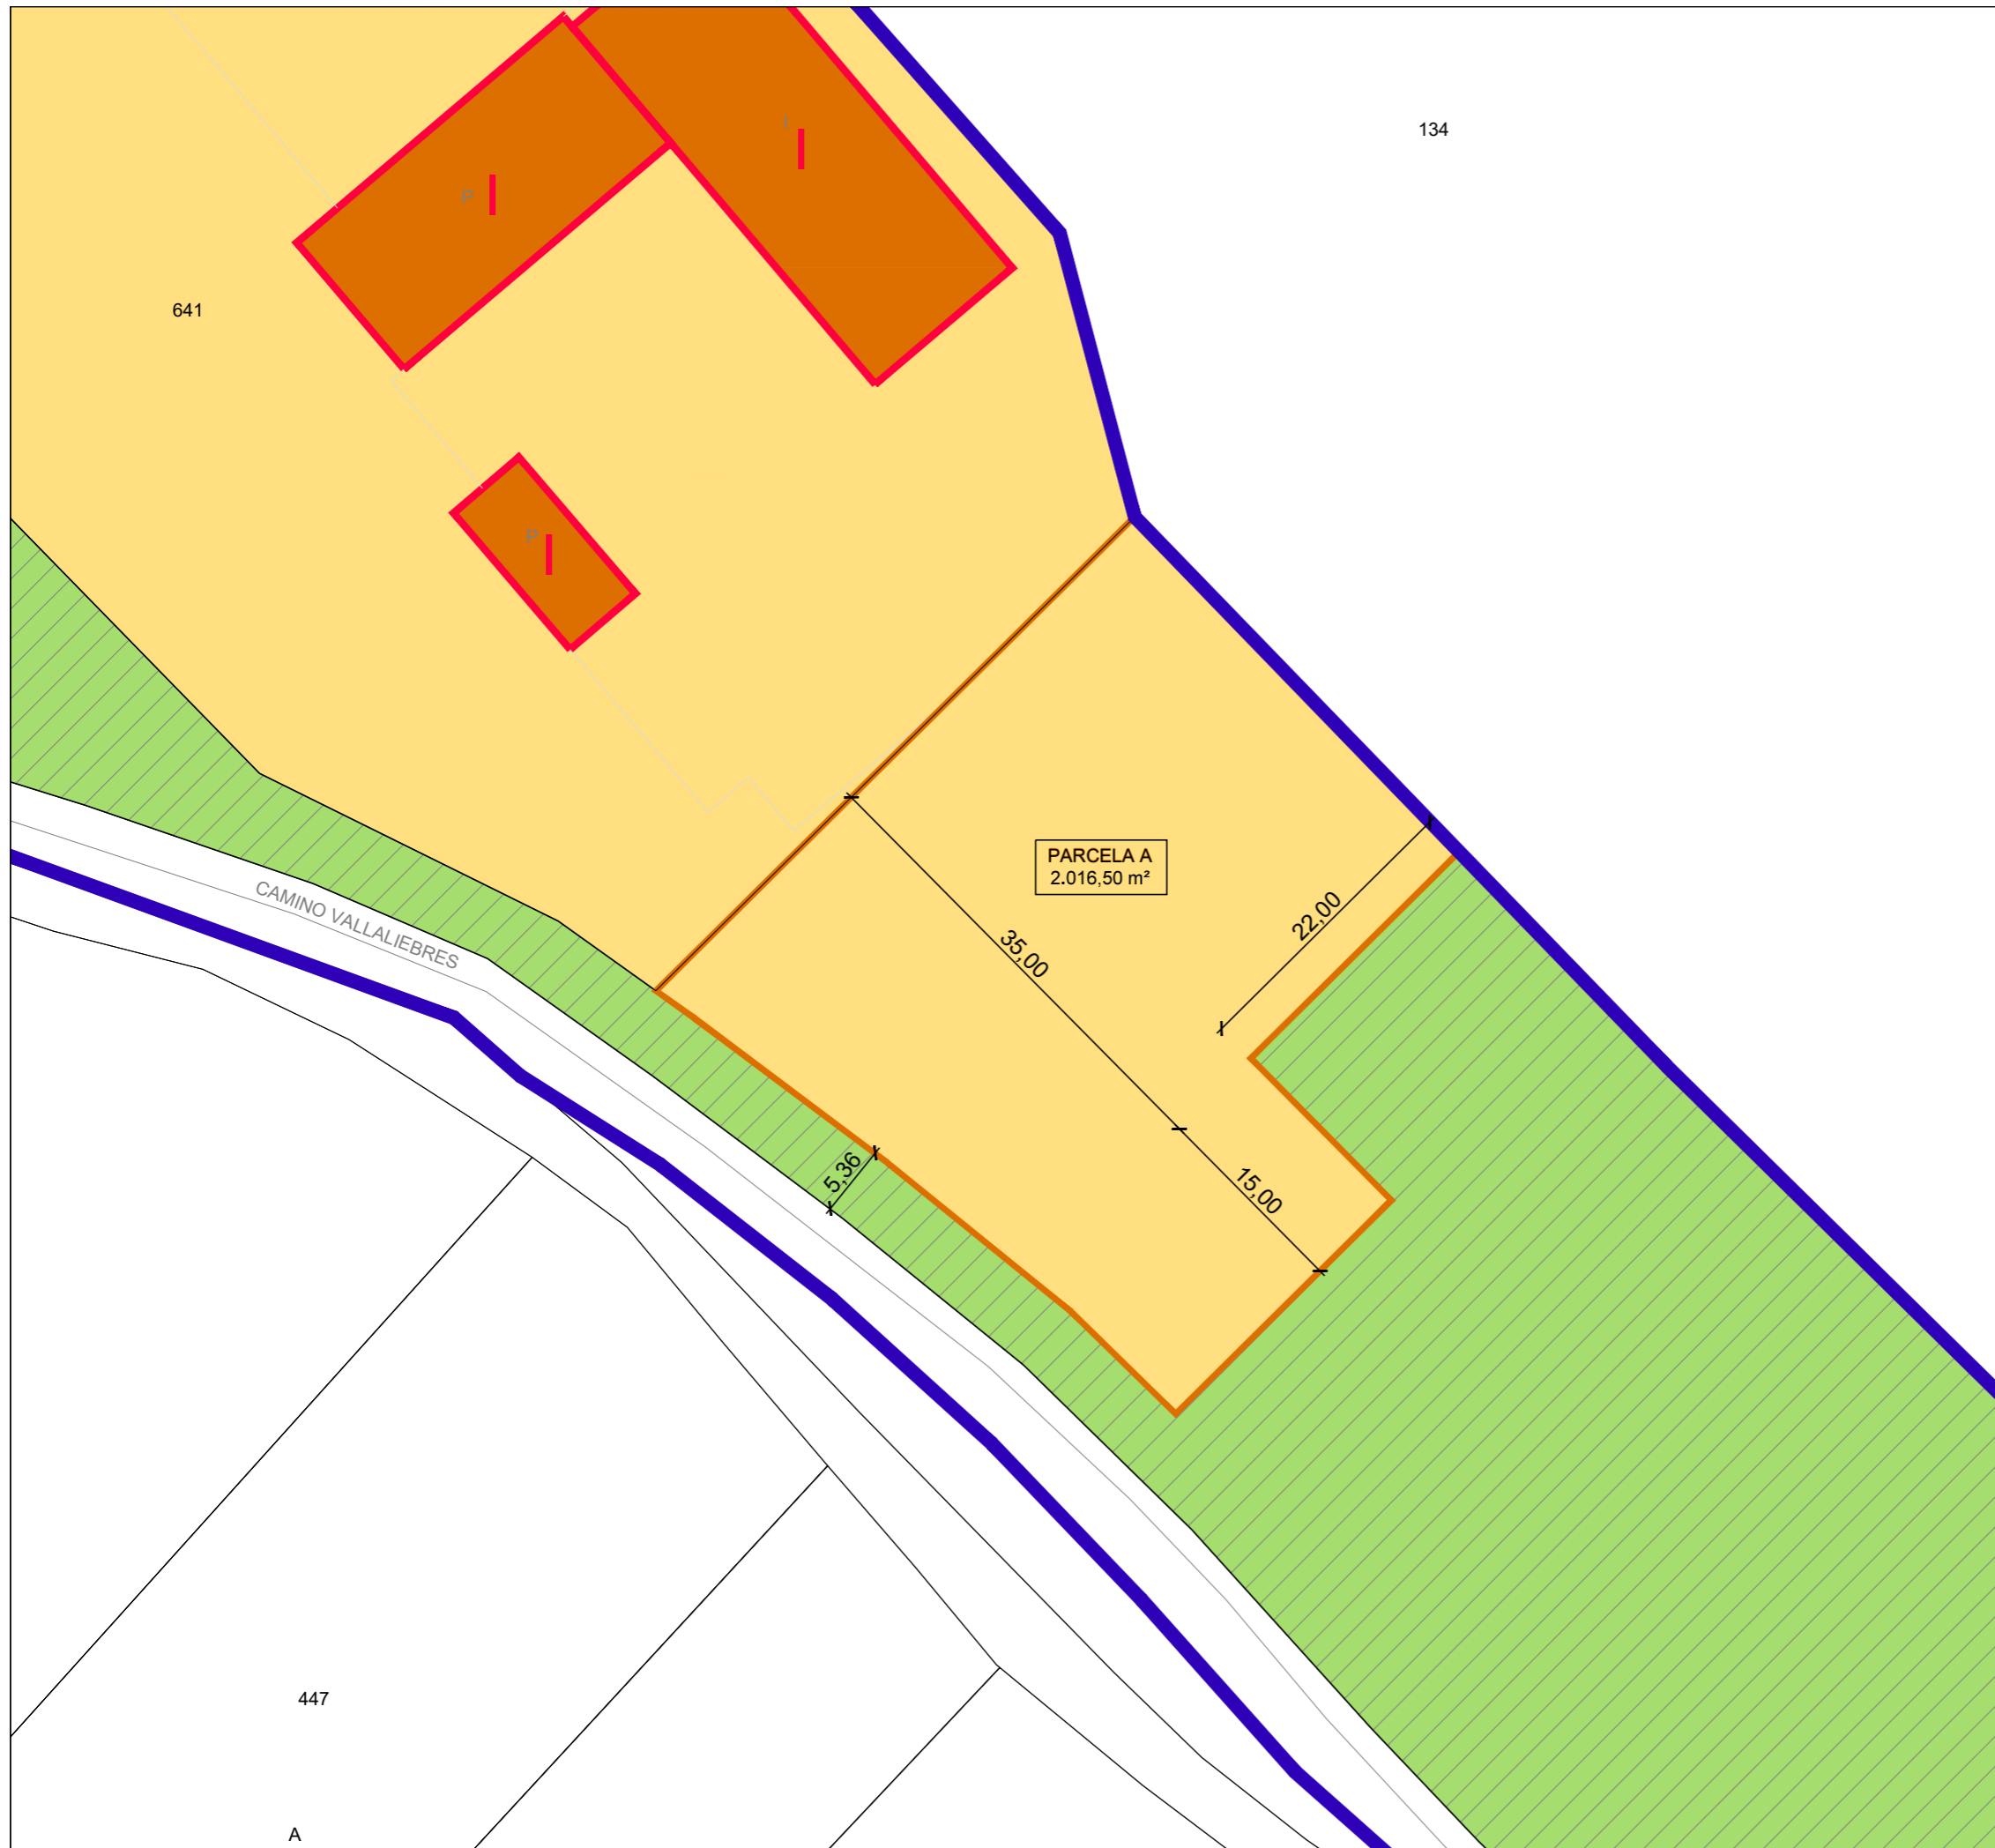 134
I
P
641
P
PARCELA A
2.016,50 m²
22,00
CAMINO VALLALIEBRES
35,00
5,36
15,00
447
A